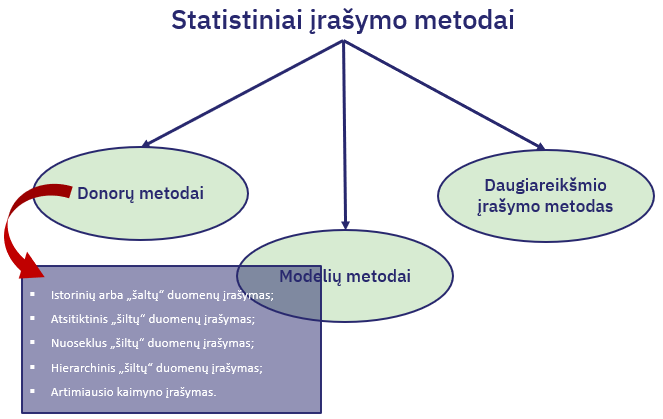 Statistiniai įrašymo metodai
Donorų metodai
Daugiareikšmio
įrašymo metodas
Modelių metodai
▪ Istorinių arba „šaltų“ duomenų įrašymas;
▪ Atsitiktinis „šiltų“ duomenų įrašymas;
▪ Nuoseklus „šiltų“ duomenų įrašymas;
▪ Hierarchinis „šiltų“ duomenų įrašymas;
▪ Artimiausio kaimyno įrašymas.